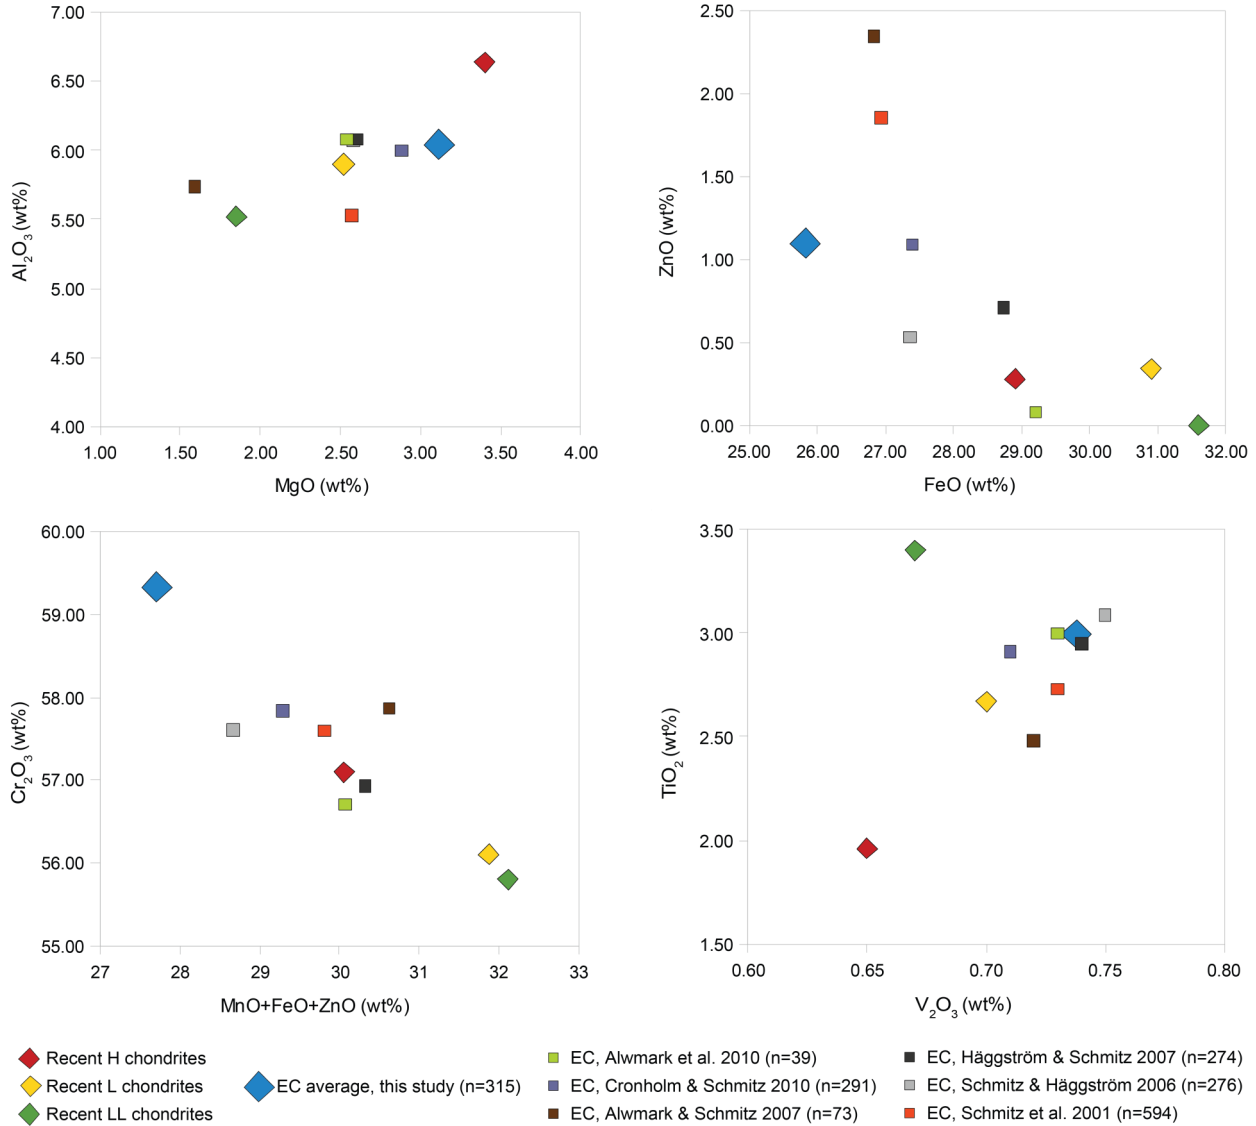 7.00
6.50
6.00
5.50
5.00
4.50
4.00
1.00 1.50 2.00 2.50 3.00 3.50 4.00
Al2O3 (wt%)
MgO (wt%)
2.50
2.00
1.50
1.00
0.50
0.00
25.00 26.00 27.00 28.00 29.00 30.00 31.00 32.00
ZnO (wt%)
FeO (wt%)
60.00
59.00
58.00
57.00
56.00
55.00
27 28 29 30 31 32 33
Cr2O3 (wt%)
MnO+FeO+ZnO (wt%)
3.50
3.00
2.50
2.00
1.50
0.60 0.65 0.70 0.75 0.80
TiO2 (wt%)
V2O3 (wt%)
Recent H chondrites
Recent L chondrites
Recent LL chondrites
EC average, this study (n=315)
EC, Alwmark et al. 2010 (n=39)
EC, Cronholm & Schmitz 2010 (n=291)
EC, Alwmark & Schmitz 2007 (n=73)
EC, Häggström & Schmitz 2007 (n=274)
EC, Schmitz & Häggström 2006 (n=276)
EC, Schmitz et al. 2001 (n=594)